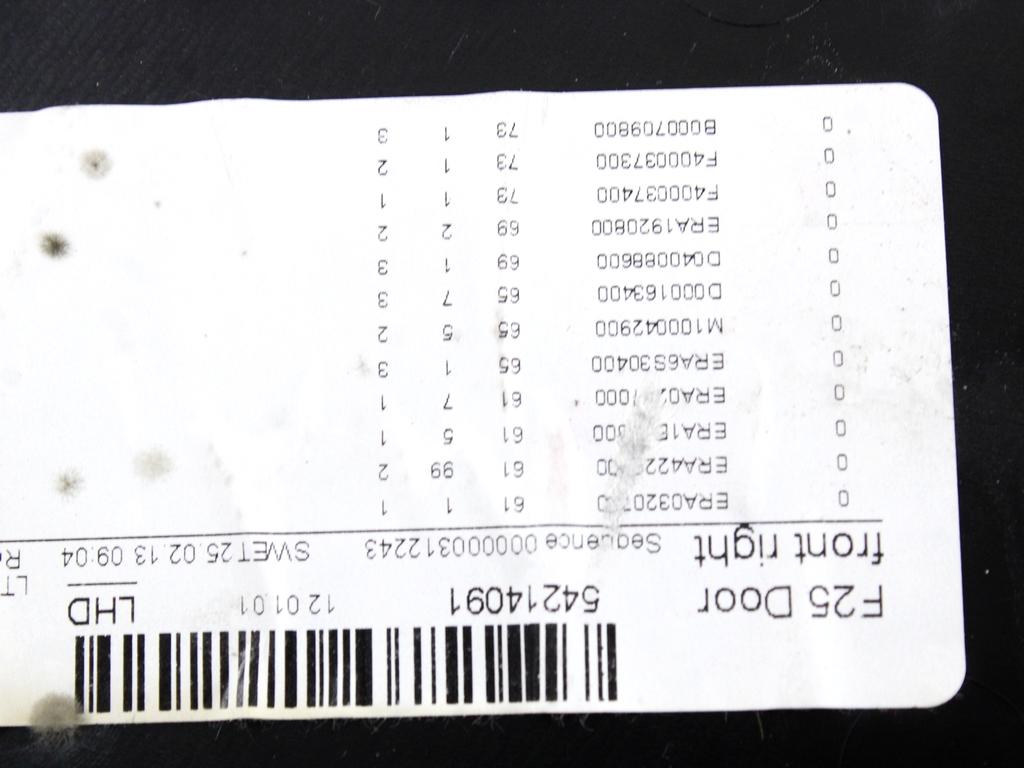 F25 Door 54214091 12.01.01 LHD LT
front right Sequence 000000312243 SWET25.02.13 09:04
0 61 1 1
0 61 99 2
0 61 5 1
0 61 7 1
0 ERA6S30400 65 1 3
0 M100042900 65 5 2
0 D000163400 65 7 3
0 D040088600 69 1 3
0 ERA1920800 69 2 2
0 F400037400 73 1 1
0 F400037300 73 1 2
0 B000709800 73 1 3